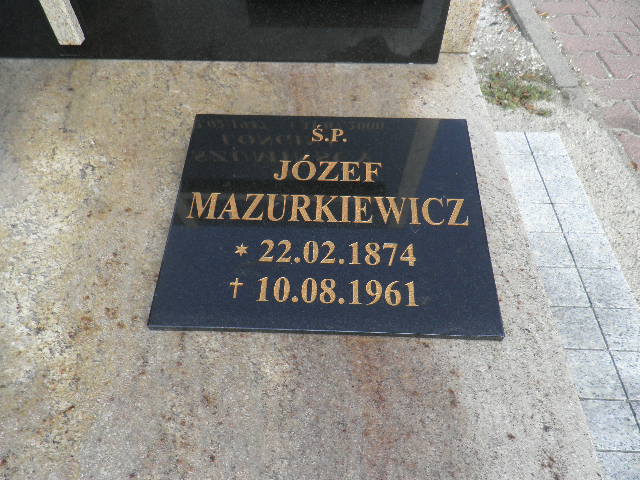 Ś.P.
JÓZEF
MAZURKIEWICZ
* 22.02.1874
† 10.08.1961